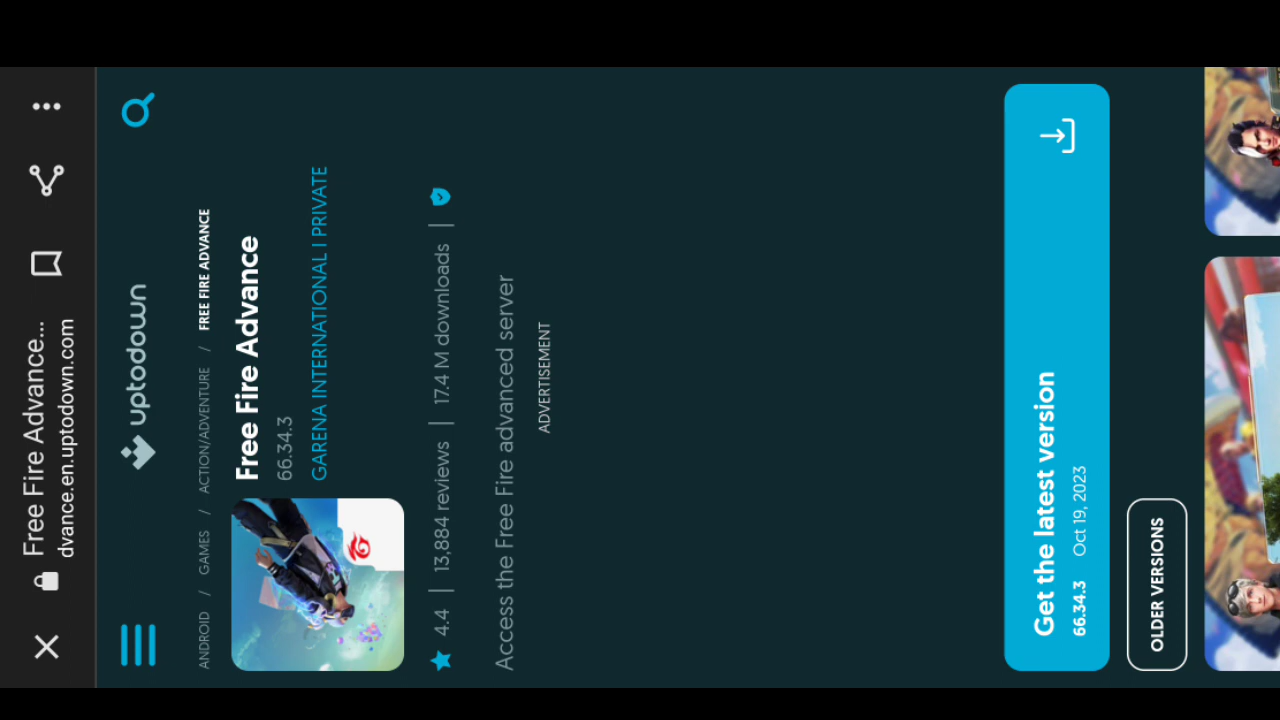 Free Fire Advance...
dvance.en.uptodown.com
uptodown
ANDROID / GAMES / ACTION/ADVENTURE / FREE FIRE ADVANCE
Free Fire Advance
66.34.3
GARENA INTERNATIONAL I PRIVATE
4.4 | 13,884 reviews | 17.4 M downloads |
Access the Free Fire advanced server
ADVERTISEMENT
Get the latest version
66.34.3 Oct 19, 2023
OLDER VERSIONS